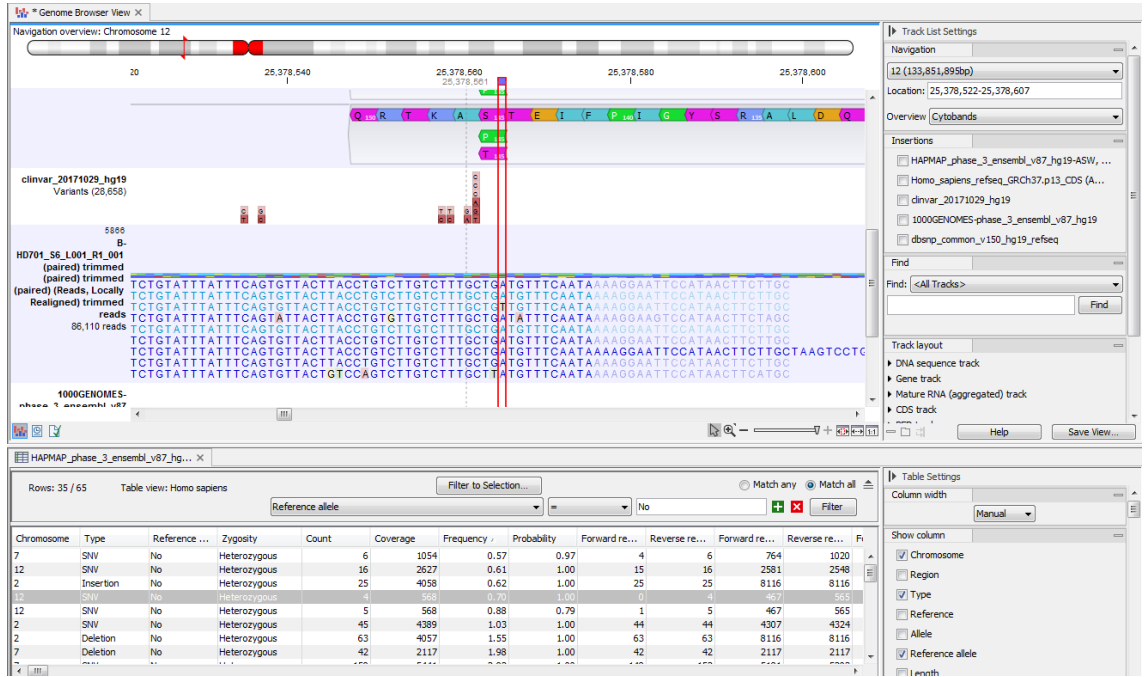 * Genome Browser View
Navigation overview: Chromosome 12
20 25,378,540 25,378,560 25,378,580 25,378,600
25,378,561
Q 150 R T K A S 145 T E I F P 140 I G Y S R 135 A L D Q
P
T
clinvar_20171029_hg19
Variants (28,658)
5866
B-
HD701_S6_L001_R1_001
(paired) trimmed
(paired) (Reads, Locally
Realigned) trimmed
reads
86,110 reads
TCTGTATTTATTTCAGTGTTACTTACCTGTCTTGTCTTTGCTGATGTTTCAATAAAAGGAATTCCATAACTTCTTGC
TCTGTATTTATTTCAGTGTTACTTACCTGTCTTGTCTTTGCTGATGTTTCAATAAAAGGAATTCCATAACTTCTTGC
TCTGTATTTATTTCAGTGTTACTTACCTGTCTTGTCTTTGCTGTTGTTTCAATAAAAGGAATTCCATAACTTCTTGC
TCTGTATTTATTTCAGTATTACTTACCTGTGTTGTCTTTGCTGATATTTCAATAAAAGGAAGTCCATAACTTCTAGC
TCTGTATTTATTTCAGTGTTACTTACCTGTCTTGTCTTTGCTGATGTTTCAATAAAAGGAATTCCATAACTTCTTGC
TCTGTATTTATTTCAGTGTTACTTACCTGTCTTGTCTTTGCTGATGTTTCAATAAAAGGAATTCCATAACTTCTTGC
TCTGTATTTATTTCAGTGTTACTTACCTGTCTTGTCTTTGCTGATGTTTCAATAAAAGGAATTCCATAACTTCTTGCTAAGTCCTG
TCTGTATTTATTTCAGTGTTACTTACCTGTCTTGTCTTTGCTGATGTTTCAATAAAAGGAATTCCATAACTTCTTGC
TCTGTATTTATTTCAGTGTTACTGTCCAGTCTTGTCTTTGCTTATGTTTCAATAAAAGGAATTCCATAACTTCATGC
1000GENOMES-
phase_3_ensembl_v87
Track List Settings
Navigation
12 (133,851,895bp)
Location: 25,378,522-25,378,607
Overview Cytobands
Insertions
HAPMAP_phase_3_ensembl_v87_hg19-ASW, ...
Homo_sapiens_refseq_GRCh37.p13_CDS (A...
clinvar_20171029_hg19
1000GENOMES-phase_3_ensembl_v87_hg19
dbsnp_common_v150_hg19_refseq
Find
Find: <All Tracks>
Find
Track layout
DNA sequence track
Gene track
Mature RNA (aggregated) track
CDS track
Help Save View...
HAPMAP_phase_3_ensembl_v87_hg...
Rows: 35 / 65 Table view: Homo sapiens Filter to Selection... Match any Match all
Reference allele = No Filter
Chromosome Type Reference ... Zygosity Count Coverage Frequency Probability Forward re... Reverse re... Forward re... Reverse re... Fo
7 SNV No Heterozygous 6 1054 0.57 0.97 4 6 764 1020
12 SNV No Heterozygous 16 2627 0.61 1.00 15 16 2581 2548
2 Insertion No Heterozygous 25 4058 0.62 1.00 25 25 8116 8116
12 SNV No Heterozygous 4 568 0.70 1.00 0 4 467 565
12 SNV No Heterozygous 5 568 0.88 0.79 1 5 467 565
2 SNV No Heterozygous 45 4389 1.03 1.00 44 44 4307 4324
2 Deletion No Heterozygous 63 4057 1.55 1.00 63 63 8116 8116
7 Deletion No Heterozygous 42 2117 1.98 1.00 42 42 2117 2117
Table Settings
Column width
Manual
Show column
Chromosome
Region
Type
Reference
Allele
Reference allele
Length